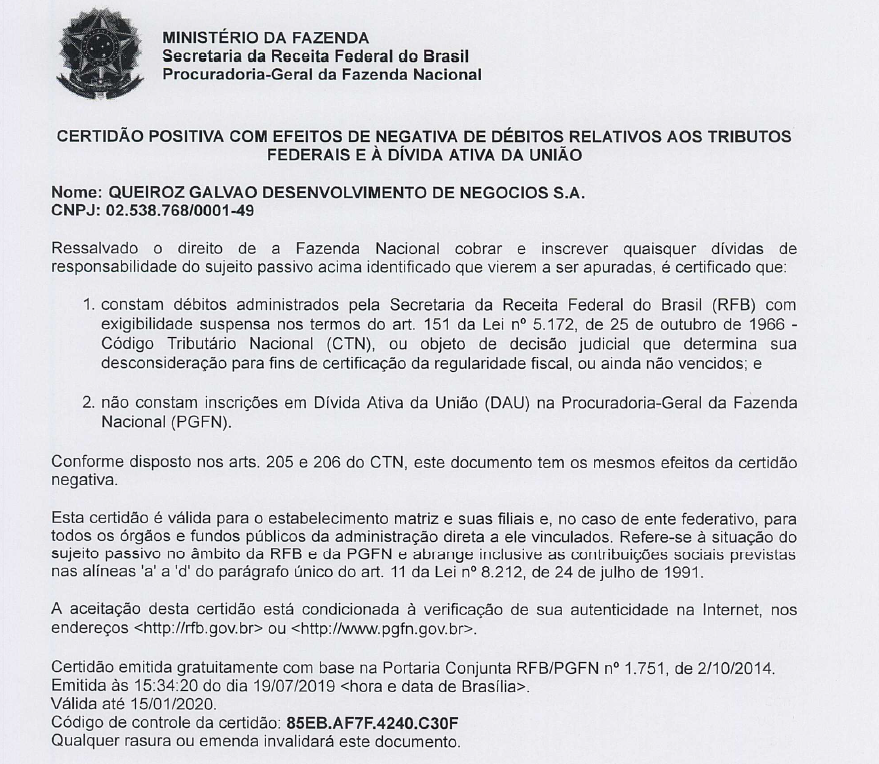 MINISTÉRIO DA FAZENDA
Secretaria da Receita Federal do Brasil
Procuradoria-Geral da Fazenda Nacional
CERTIDÃO POSITIVA COM EFEITOS DE NEGATIVA DE DÉBITOS RELATIVOS AOS TRIBUTOS
FEDERAIS E À DÍVIDA ATIVA DA UNIÃO
Nome: QUEIROZ GALVAO DESENVOLVIMENTO DE NEGOCIOS S.A.
CNPJ: 02.538.768/0001-49
Ressalvado o direito de a Fazenda Nacional cobrar e inscrever quaisquer dívidas de
responsabilidade do sujeito passivo acima identificado que vierem a ser apuradas, é certificado que:
1. constam débitos administrados pela Secretaria da Receita Federal do Brasil (RFB) com
exigibilidade suspensa nos termos do art. 151 da Lei nº 5.172, de 25 de outubro de 1966 -
Código Tributário Nacional (CTN), ou objeto de decisão judicial que determina sua
desconsideração para fins de certificação da regularidade fiscal, ou ainda não vencidos; e
2. não constam inscrições em Dívida Ativa da União (DAU) na Procuradoria-Geral da Fazenda
Nacional (PGFN).
Conforme disposto nos arts. 205 e 206 do CTN, este documento tem os mesmos efeitos da certidão
negativa.
Esta certidão é válida para o estabelecimento matriz e suas filiais e, no caso de ente federativo, para
todos os órgãos e fundos públicos da administração direta a ele vinculados. Refere-se à situação do
sujeito passivo no âmbito da RFB e da PGFN e abrange inclusive as contribuições sociais previstas
nas alíneas 'a' a 'd' do parágrafo único do art. 11 da Lei nº 8.212, de 24 de julho de 1991.
A aceitação desta certidão está condicionada à verificação de sua autenticidade na Internet, nos
endereços <http://rfb.gov.br> ou <http://www.pgfn.gov.br>.
Certidão emitida gratuitamente com base na Portaria Conjunta RFB/PGFN nº 1.751, de 2/10/2014.
Emitida às 15:34:20 do dia 19/07/2019 <hora e data de Brasília>.
Válida até 15/01/2020.
Código de controle da certidão: 85EB.AF7F.4240.C30F
Qualquer rasura ou emenda invalidará este documento.